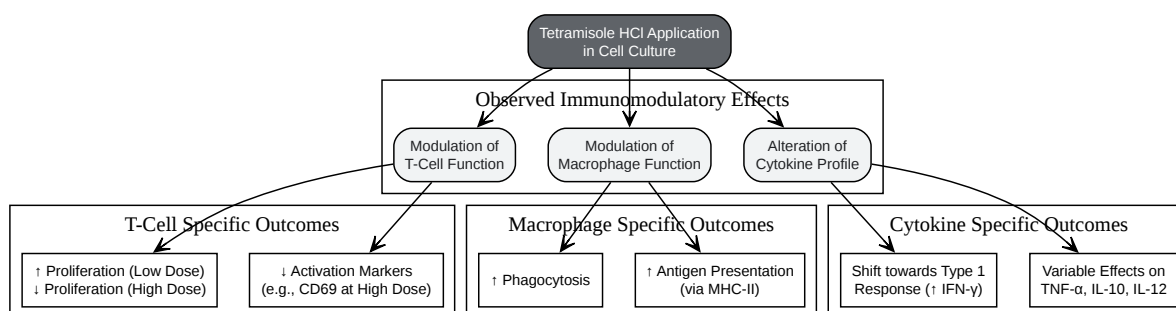 Tetramisole HCl Application
in Cell Culture
Observed Immunomodulatory Effects
Modulation of
T-Cell Function
Modulation of
Macrophage Function
Alteration of
Cytokine Profile
T-Cell Specific Outcomes
↑ Proliferation (Low Dose)
↓ Proliferation (High Dose)
↓ Activation Markers
(e.g., CD69 at High Dose)
Macrophage Specific Outcomes
↑ Phagocytosis
↑ Antigen Presentation
(via MHC-II)
Cytokine Specific Outcomes
Shift towards Type 1
Response (↑ IFN-γ)
Variable Effects on
TNF-α, IL-10, IL-12